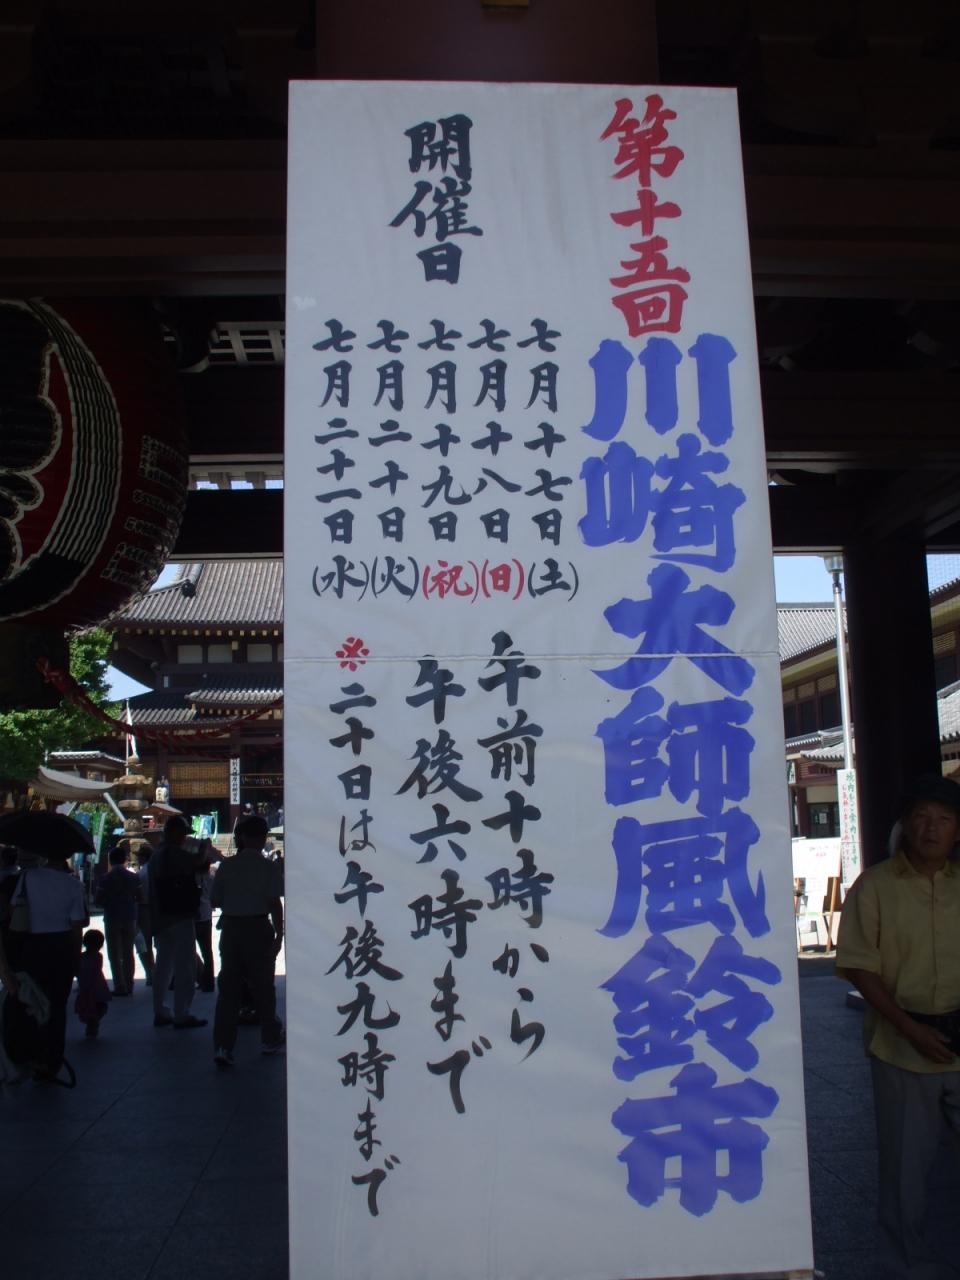 第十五回川崎大師風鈴市
開催日
七月十七日(土)
七月十八日(日)
七月十九日(祝)
七月二十日(火)
七月二十一日(水)
午前十時から
午後六時まで
※二十日は午後九時まで